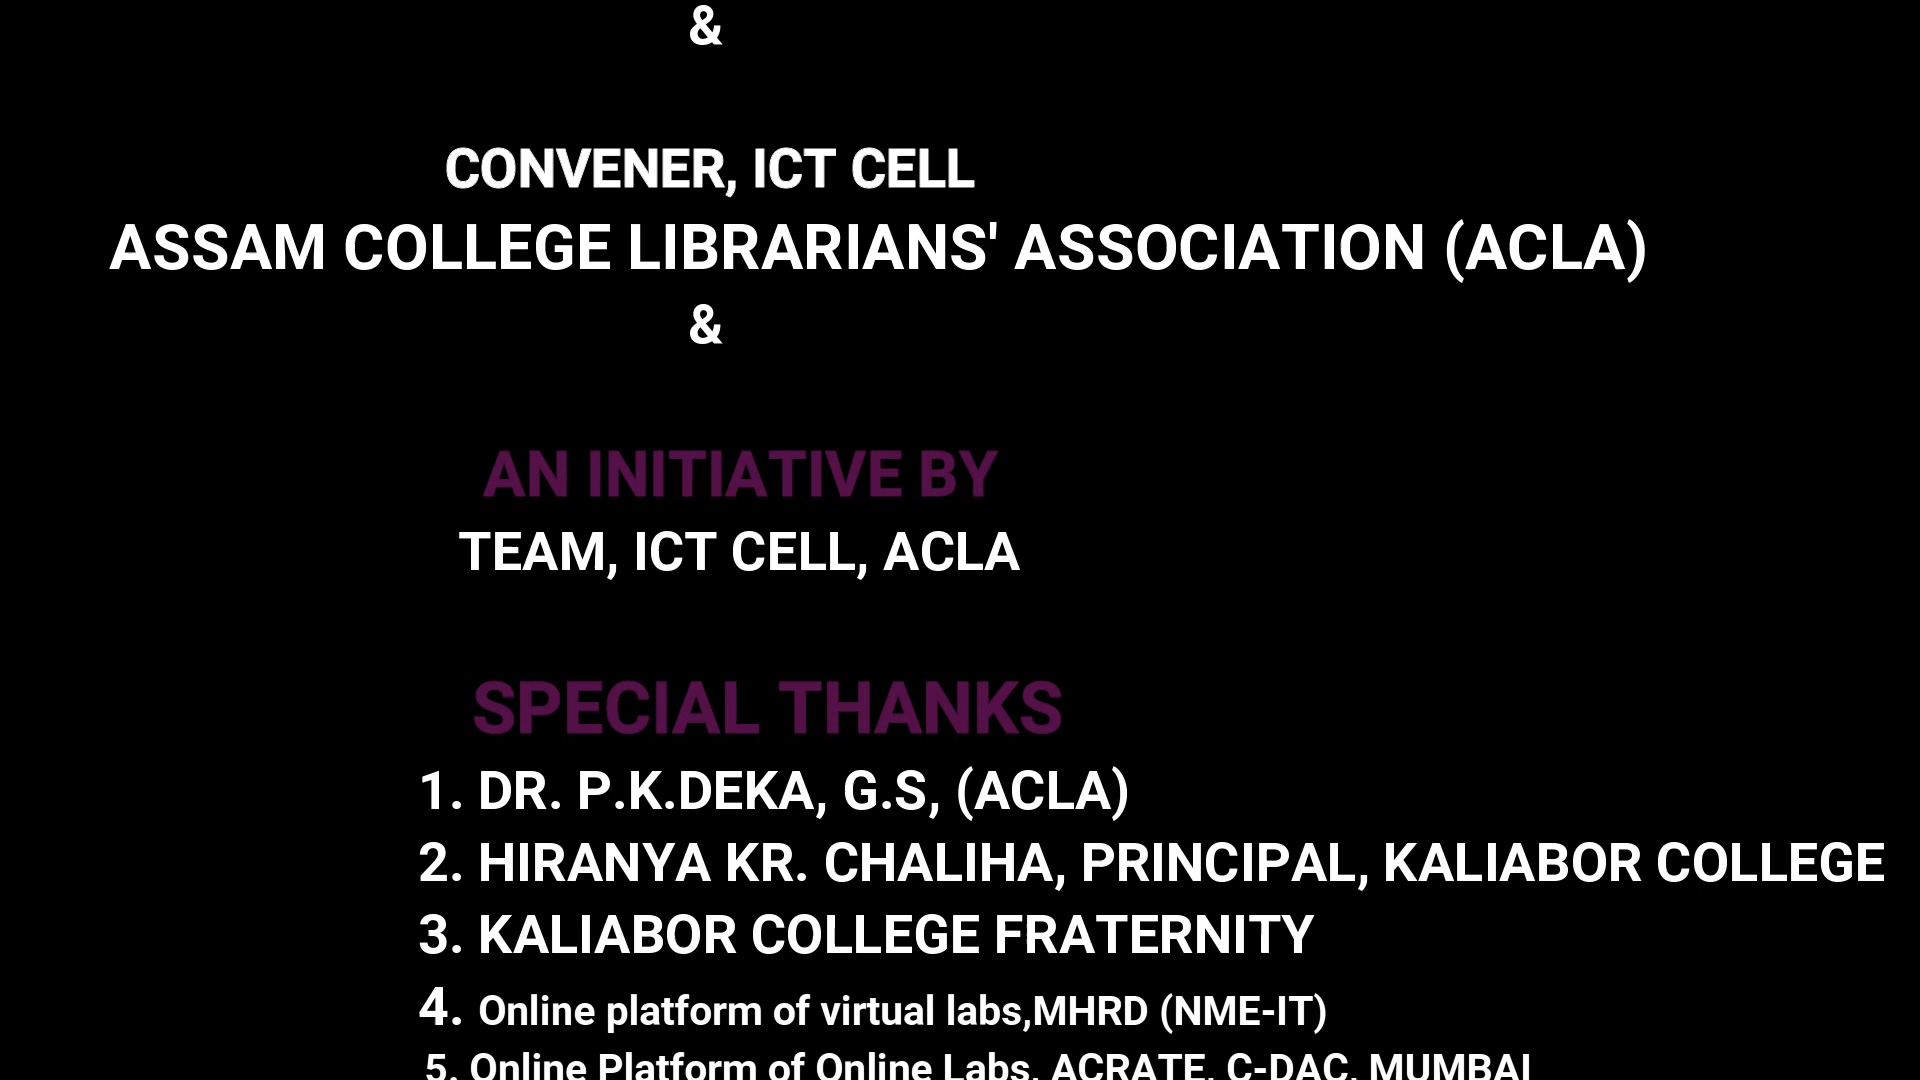 &
CONVENER, ICT CELL
ASSAM COLLEGE LIBRARIANS' ASSOCIATION (ACLA)
&
AN INITIATIVE BY
TEAM, ICT CELL, ACLA
SPECIAL THANKS
1. DR. P.K.DEKA, G.S, (ACLA)
2. HIRANYA KR. CHALIHA, PRINCIPAL, KALIABOR COLLEGE
3. KALIABOR COLLEGE FRATERNITY
4. Online platform of virtual labs,MHRD (NME-IT)
5. Online Platform of Online Labs, ACRATE, C-DAC, MUMBAI